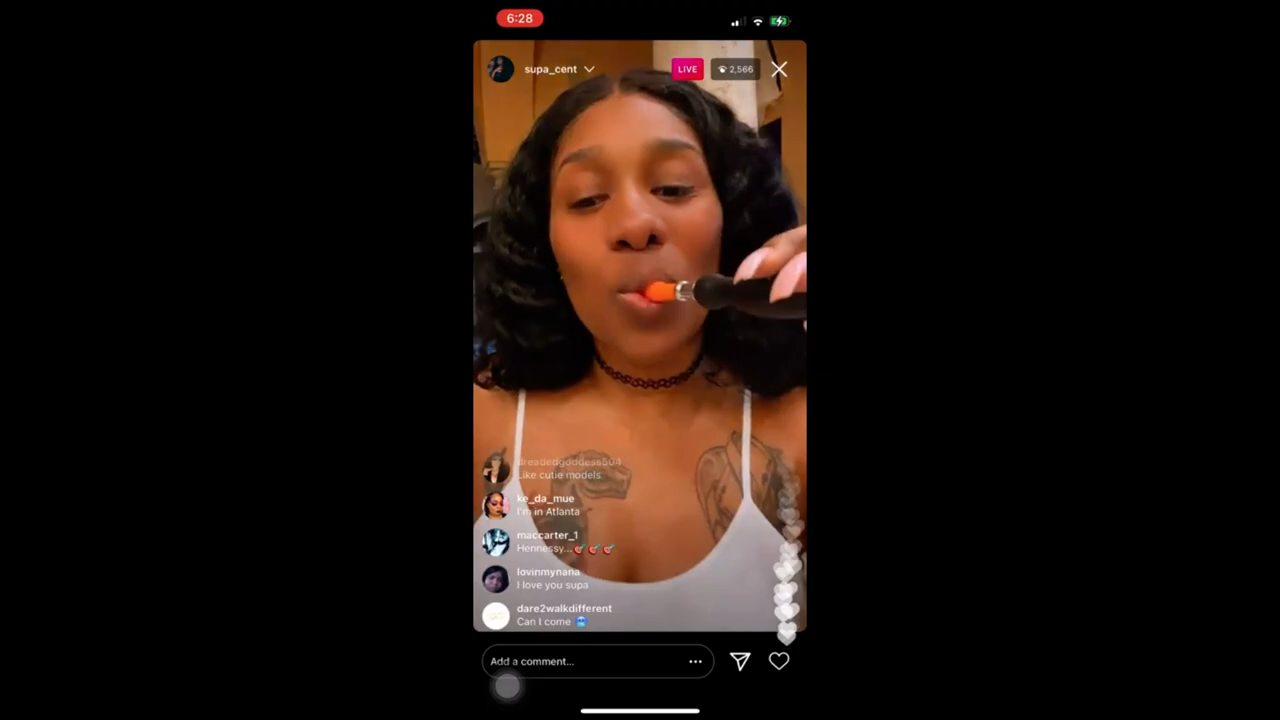 6:28
supa_cent
LIVE
2,566
dreadedgoddess504
Like cutie models
ke_da_mue
I'm in Atlanta
maccarter_1
Hennessy...
lovinmynana
I love you supa
dare2walkdifferent
Can I come
Add a comment...